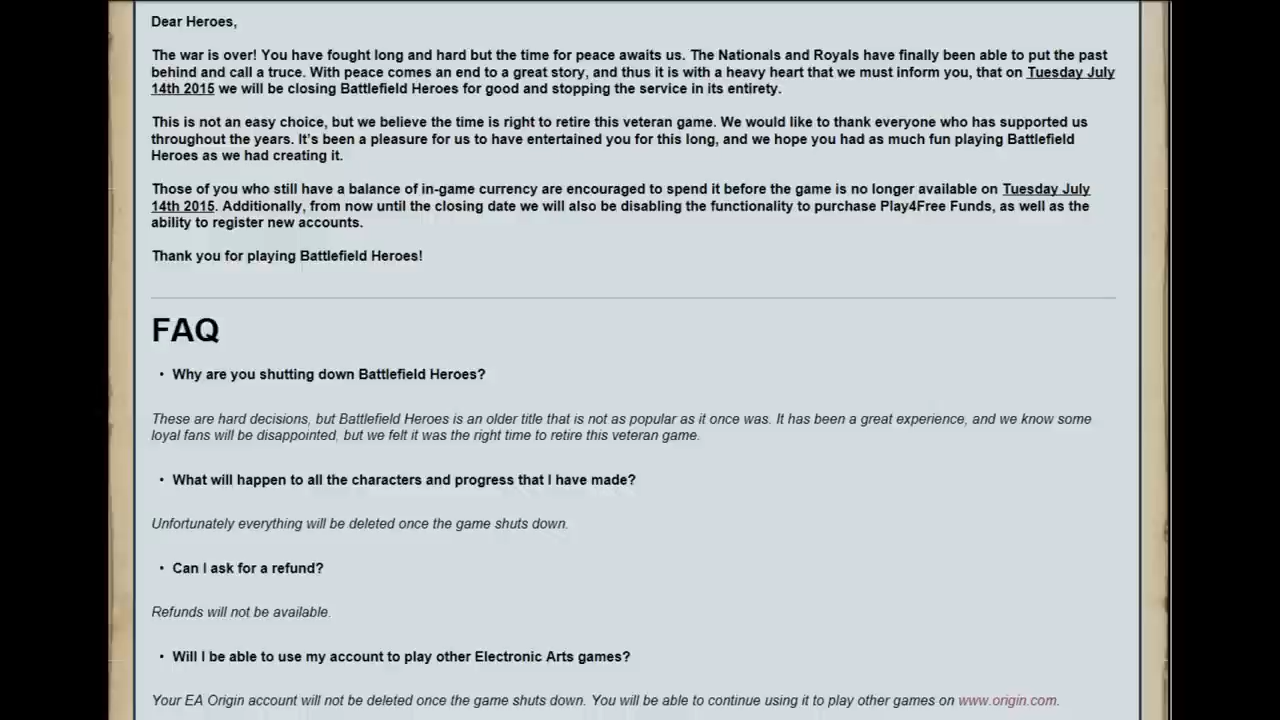 Dear Heroes,
The war is over! You have fought long and hard but the time for peace awaits us. The Nationals and Royals have finally been able to put the past
behind and call a truce. With peace comes an end to a great story, and thus it is with a heavy heart that we must inform you, that on Tuesday July
14th 2015 we will be closing Battlefield Heroes for good and stopping the service in its entirety.
This is not an easy choice, but we believe the time is right to retire this veteran game. We would like to thank everyone who has supported us
throughout the years. It's been a pleasure for us to have entertained you for this long, and we hope you had as much fun playing Battlefield
Heroes as we had creating it.
Those of you who still have a balance of in-game currency are encouraged to spend it before the game is no longer available on Tuesday July
14th 2015. Additionally, from now until the closing date we will also be disabling the functionality to purchase Play4Free Funds, as well as the
ability to register new accounts.
Thank you for playing Battlefield Heroes!
FAQ
• Why are you shutting down Battlefield Heroes?
These are hard decisions, but Battlefield Heroes is an older title that is not as popular as it once was. It has been a great experience, and we know some
loyal fans will be disappointed, but we felt it was the right time to retire this veteran game.
• What will happen to all the characters and progress that I have made?
Unfortunately everything will be deleted once the game shuts down.
• Can I ask for a refund?
Refunds will not be available.
• Will I be able to use my account to play other Electronic Arts games?
Your EA Origin account will not be deleted once the game shuts down. You will be able to continue using it to play other games on www.origin.com.